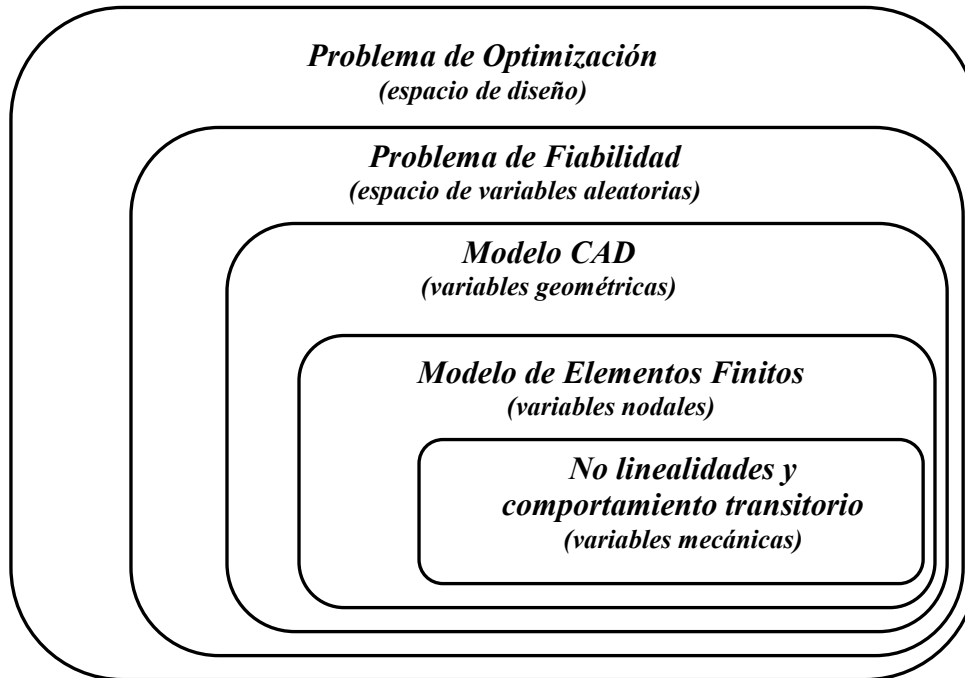 Problema de Optimización
(espacio de diseño)
Problema de Fiabilidad
(espacio de variables aleatorias)
Modelo CAD
(variables geométricas)
Modelo de Elementos Finitos
(variables nodales)
No linealidades y
comportamiento transitorio
(variables mecánicas)